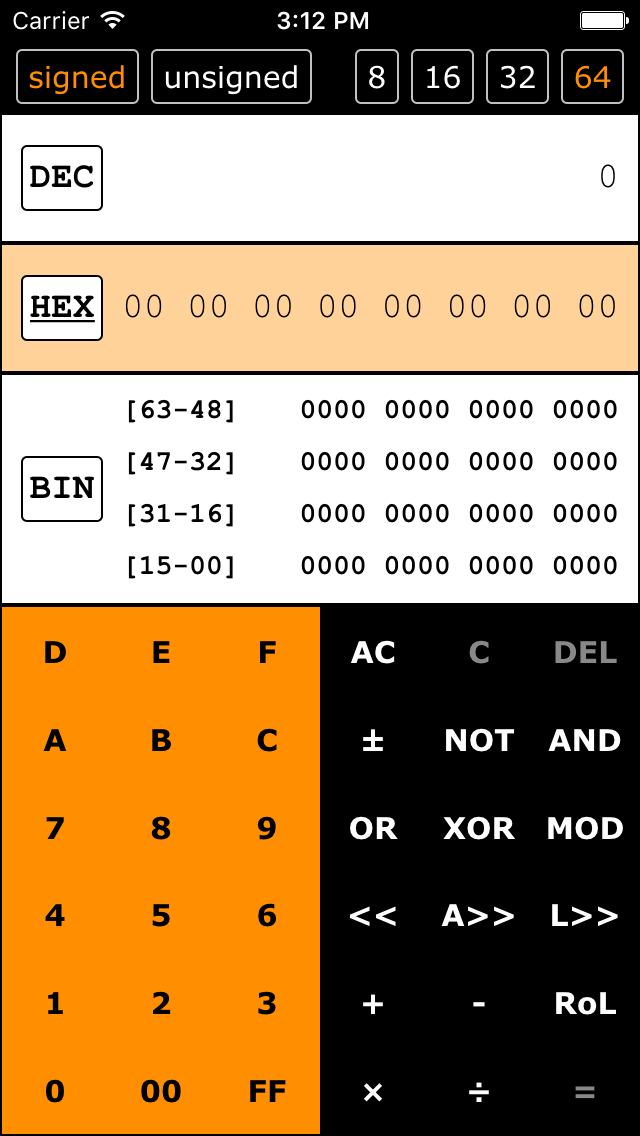 Carrier 3:12 PM
signed unsigned 8 16 32 64
DEC 0
HEX 00 00 00 00 00 00 00 00
[63-48] 0000 0000 0000 0000
[47-32] 0000 0000 0000 0000
BIN
[31-16] 0000 0000 0000 0000
[15-00] 0000 0000 0000 0000
D E F AC C DEL
A B C ± NOT AND
7 8 9 OR XOR MOD
4 5 6 << A>> L>>
1 2 3 + - RoL
0 00 FF × ÷ =